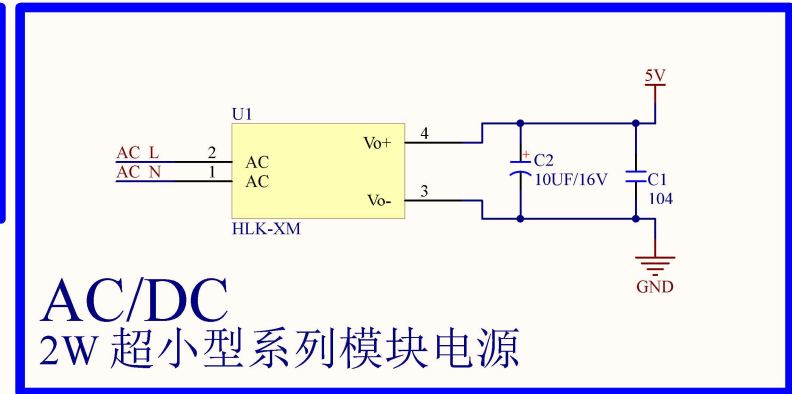 5V
U1
Vo+
4
AC L
2
AC
AC N
1
AC
+
C2
10UF/16V
C1
104
Vo-
3
HLK-XM
GND
AC/DC
2W 超小型系列模块电源